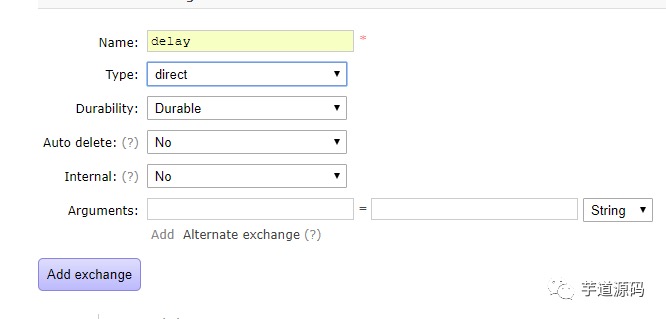 Name: delay *
Type: direct
Durability: Durable
Auto delete: (?) No
Internal: (?) No
Arguments: = String
Add Alternate exchange (?)
Add exchange
芋道源码